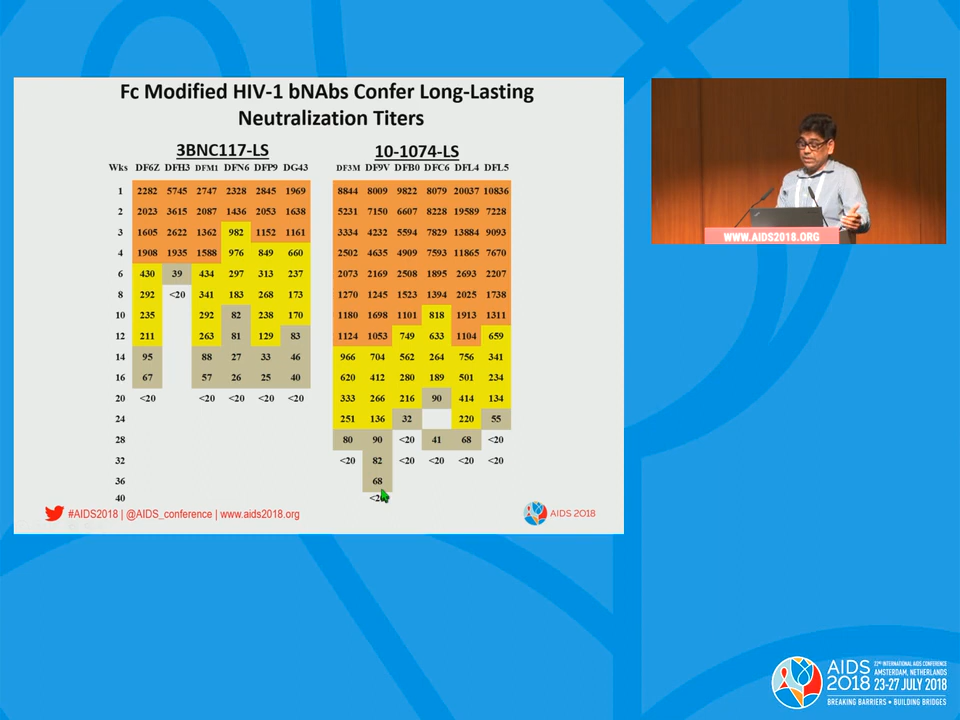 Fc Modified HIV-1 bNAbs Confer Long-Lasting
Neutralization Titers
3BNC117-LS 10-1074-LS
Wks DF6Z DFH3 DFM1 DFN6 DFP9 DG43 DF3M DF9V DFB0 DFC6 DFL4 DFL5
1 2282 5745 2747 2328 2845 1969 8844 8009 9822 8079 20037 10836
2 2023 3615 2087 1436 2053 1638 5231 7150 6607 8228 19589 7228
3 1605 2622 1362 982 1152 1161 3334 4232 5594 7829 13884 9093
4 1908 1935 1588 976 849 660 2502 4635 4909 7593 11865 7670
6 430 39 434 297 313 237 2073 2169 2508 1895 2693 2207
8 292 <20 341 183 268 173 1270 1245 1523 1394 2025 1738
10 235 292 82 238 170 1180 1698 1101 818 1913 1311
12 211 263 81 129 83 1124 1053 749 633 1104 659
14 95 88 27 33 46 966 704 562 264 756 341
16 67 57 26 25 40 620 412 280 189 501 234
20 <20 <20 <20 <20 <20 333 266 216 90 414 134
24 251 136 32 220 55
28 80 90 <20 41 68 <20
32 <20 82 <20 <20 <20 <20
36 68
40 <20
#AIDS2018 | @AIDS_conference | www.aids2018.org
AIDS 2018
WWW.AIDS2018.ORG
AIDS 2018
22ND INTERNATIONAL AIDS CONFERENCE
AMSTERDAM, NETHERLANDS
23-27 JULY 2018
BREAKING BARRIERS • BUILDING BRIDGES